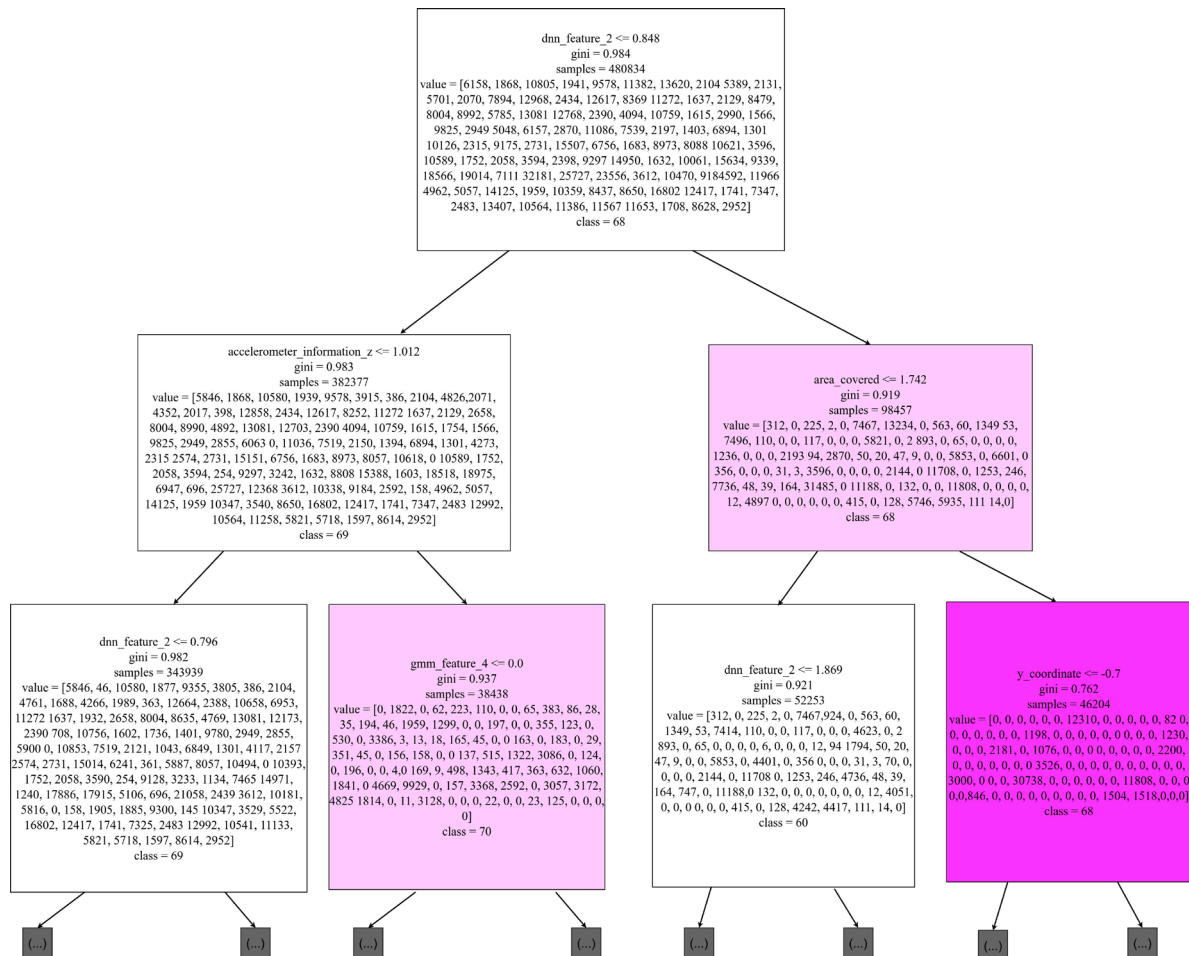 dnn_feature_2 <= 0.848
gini = 0.984
samples = 480834
value = [6158, 1868, 10805, 1941, 9578, 11382, 13620, 2104 5389, 2131,
5701, 2070, 7894, 12968, 2434, 12617, 8369 11272, 1637, 2129, 8479,
8004, 8992, 5785, 13081 12768, 2390, 4094, 10759, 1615, 2990, 1566,
9825, 2949 5048, 6157, 2870, 11086, 7539, 2197, 1403, 6894, 1301
10126, 2315, 9175, 2731, 15507, 6756, 1683, 8973, 8088 10621, 3596,
10589, 1752, 2058, 3594, 2398, 9297 14950, 1632, 10061, 15634, 9339,
18566, 19014, 7111 32181, 25727, 23556, 3612, 10470, 9184592, 11966
4962, 5057, 14125, 1959, 10359, 8437, 8650, 16802 12417, 1741, 7347,
2483, 13407, 10564, 11386, 11567 11653, 1708, 8628, 2952]
class = 68
accelerometer_information_z <= 1.012
gini = 0.983
samples = 382377
value = [5846, 1868, 10580, 1939, 9578, 3915, 386, 2104, 4826,2071,
4352, 2017, 398, 12858, 2434, 12617, 8252, 11272 1637, 2129, 2658,
8004, 8990, 4892, 13081, 12703, 2390 4094, 10759, 1615, 1754, 1566,
9825, 2949, 2855, 6063 0, 11036, 7519, 2150, 1394, 6894, 1301, 4273,
2315 2574, 2731, 15151, 6756, 1683, 8973, 8057, 10618, 0 10589, 1752,
2058, 3594, 254, 9297, 3242, 1632, 8808 15388, 1603, 18518, 18975,
6947, 696, 25727, 12368 3612, 10338, 9184, 2592, 158, 4962, 5057,
14125, 1959 10347, 3540, 8650, 16802, 12417, 1741, 7347, 2483 12992,
10564, 11258, 5821, 5718, 1597, 8614, 2952]
class = 69
area_covered <= 1.742
gini = 0.919
samples = 98457
value = [312, 0, 225, 2, 0, 7467, 13234, 0, 563, 60, 1349 53,
7496, 110, 0, 0, 117, 0, 0, 0, 5821, 0, 2 893, 0, 65, 0, 0, 0, 0,
1236, 0, 0, 0, 2193 94, 2870, 50, 20, 47, 9, 0, 0, 5853, 0, 6601, 0
356, 0, 0, 0, 31, 3, 3596, 0, 0, 0, 0, 2144, 0 11708, 0, 1253, 246,
7736, 48, 39, 164, 31485, 0 11188, 0, 132, 0, 0, 11808, 0, 0, 0, 0,
12, 4897 0, 0, 0, 0, 0, 0, 415, 0, 128, 5746, 5935, 111 14,0]
class = 68
dnn_feature_2 <= 0.796
gini = 0.982
samples = 343939
value = [5846, 46, 10580, 1877, 9355, 3805, 386, 2104,
4761, 1688, 4266, 1989, 363, 12664, 2388, 10658, 6953,
11272 1637, 1932, 2658, 8004, 8635, 4769, 13081, 12173,
2390 708, 10756, 1602, 1736, 1401, 9780, 2949, 2855,
5900 0, 10853, 7519, 2121, 1043, 6849, 1301, 4117, 2157
2574, 2731, 15014, 6241, 361, 5887, 8057, 10494, 0 10393,
1752, 2058, 3590, 254, 9128, 3233, 1134, 7465 14971,
1240, 17886, 17915, 5106, 696, 21058, 2439 3612, 10181,
5816, 0, 158, 1905, 1885, 9300, 145 10347, 3529, 5522,
16802, 12417, 1741, 7325, 2483 12992, 10541, 11133,
5821, 5718, 1597, 8614, 2952]
class = 69
gmm_feature_4 <= 0.0
gini = 0.937
samples = 38438
value = [0, 1822, 0, 62, 223, 110, 0, 0, 65, 383, 86, 28,
35, 194, 46, 1959, 1299, 0, 0, 197, 0, 0, 355, 123, 0,
530, 0, 3386, 3, 13, 18, 165, 45, 0, 0 163, 0, 183, 0, 29,
351, 45, 0, 156, 158, 0, 0 137, 515, 1322, 3086, 0, 124,
0, 196, 0, 0, 4,0 169, 9, 498, 1343, 417, 363, 632, 1060,
1841, 0 4669, 9929, 0, 157, 3368, 2592, 0, 3057, 3172,
4825 1814, 0, 11, 3128, 0, 0, 0, 22, 0, 0, 23, 125, 0, 0, 0,
0]
class = 70
dnn_feature_2 <= 1.869
gini = 0.921
samples = 52253
value = [312, 0, 225, 2, 0, 7467,924, 0, 563, 60,
1349, 53, 7414, 110, 0, 0, 117, 0, 0, 0, 4623, 0, 2
893, 0, 65, 0, 0, 0, 0, 6, 0, 0, 0, 12, 94 1794, 50, 20,
47, 9, 0, 0, 5853, 0, 4401, 0, 356 0, 0, 0, 31, 3, 70, 0,
0, 0, 0, 2144, 0, 11708 0, 1253, 246, 4736, 48, 39,
164, 747, 0, 11188,0 132, 0, 0, 0, 0, 0, 0, 0, 12, 4051,
0, 0, 0 0, 0, 0, 415, 0, 128, 4242, 4417, 111, 14, 0]
class = 60
y_coordinate <= -0.7
gini = 0.762
samples = 46204
value = [0, 0, 0, 0, 0, 0, 12310, 0, 0, 0, 0, 0, 82 0,
0, 0, 0, 0, 0, 0, 1198, 0, 0, 0, 0, 0, 0, 0, 0, 1230,
0, 0, 0, 2181, 0, 1076, 0, 0, 0 0, 0, 0, 0, 0, 2200,
0, 0, 0, 0, 0, 0 3526, 0, 0, 0, 0, 0, 0, 0, 0, 0, 0,
3000, 0 0, 0, 30738, 0, 0, 0, 0, 0, 0, 11808, 0, 0, 0
0,0,846, 0, 0, 0, 0, 0, 0, 0, 0, 0, 1504, 1518,0,0,0]
class = 68
(...)
(...)
(...)
(...)
(...)
(...)
(...)
(...)